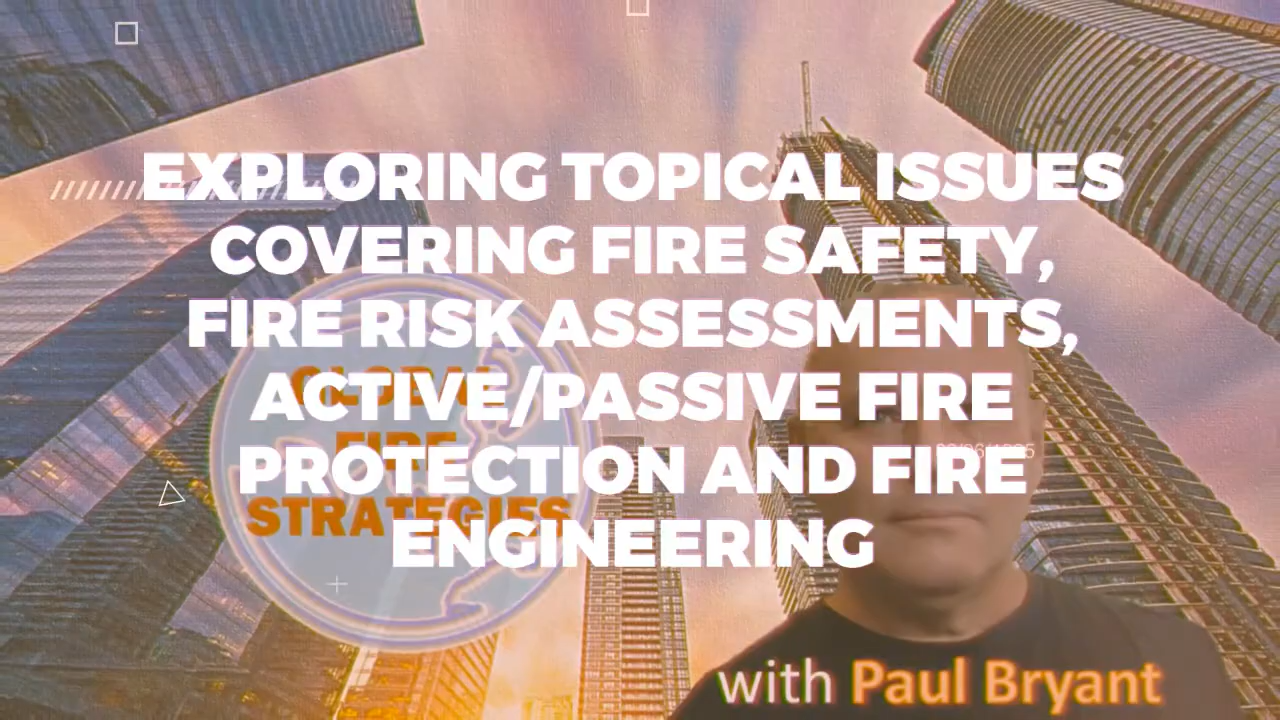 EXPLORING TOPICAL ISSUES
COVERING FIRE SAFETY,
FIRE RISK ASSESSMENTS,
ACTIVE/PASSIVE FIRE
PROTECTION AND FIRE
ENGINEERING
GLOBAL
FIRE
STRATEGIES
with Paul Bryant